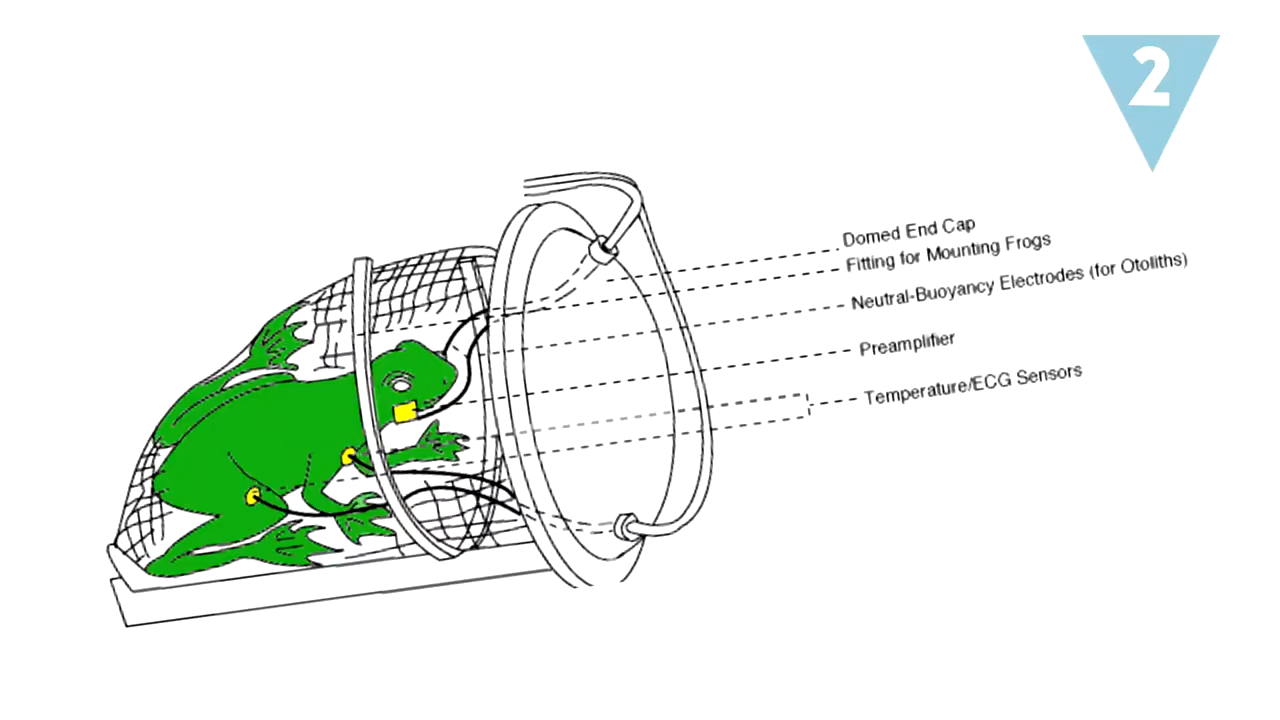 2
Domed End Cap
Fitting for Mounting Frogs
Neutral-Buoyancy Electrodes (for Otoliths)
Preamplifier
Temperature/ECG Sensors